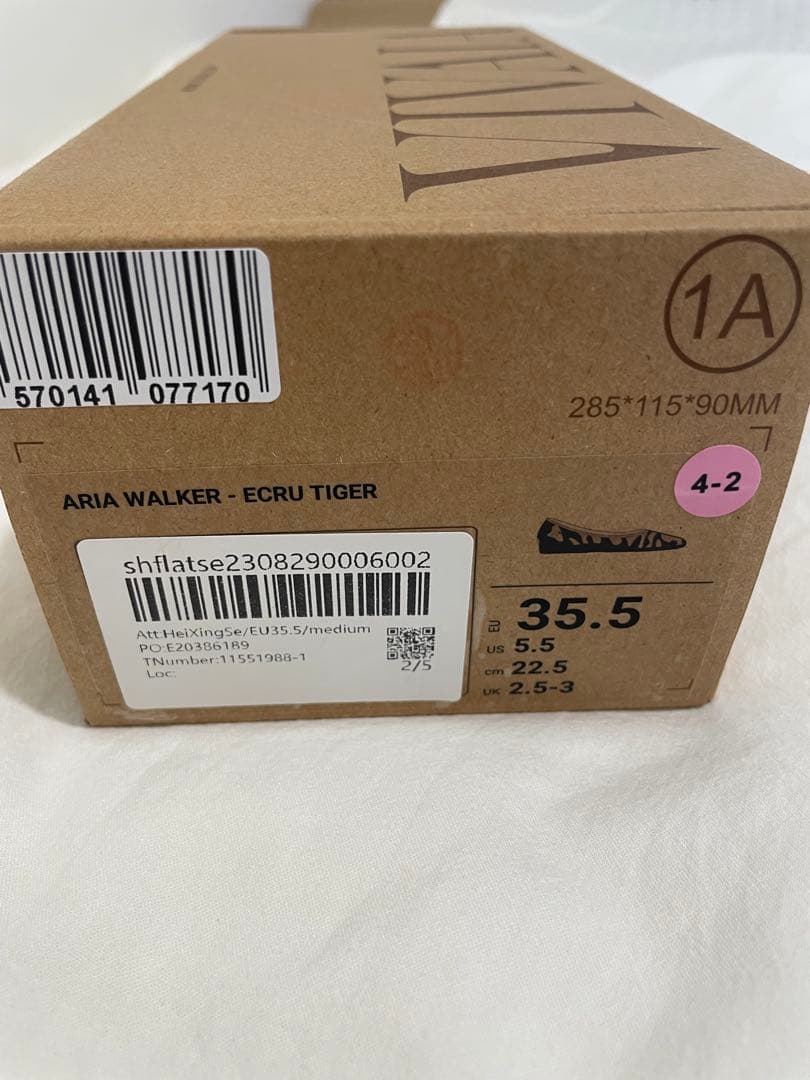 VIVAIA
1A
570141 077170
285*115*90MM
4-2
ARIA WALKER - ECRU TIGER
shflatse2308290006002
Att:HeiXingSe/EU35.5/medium
PO:E20386189
TNumber:11551988-1
Loc:
2/5
EU 35.5
US 5.5
cm 22.5
UK 2.5-3